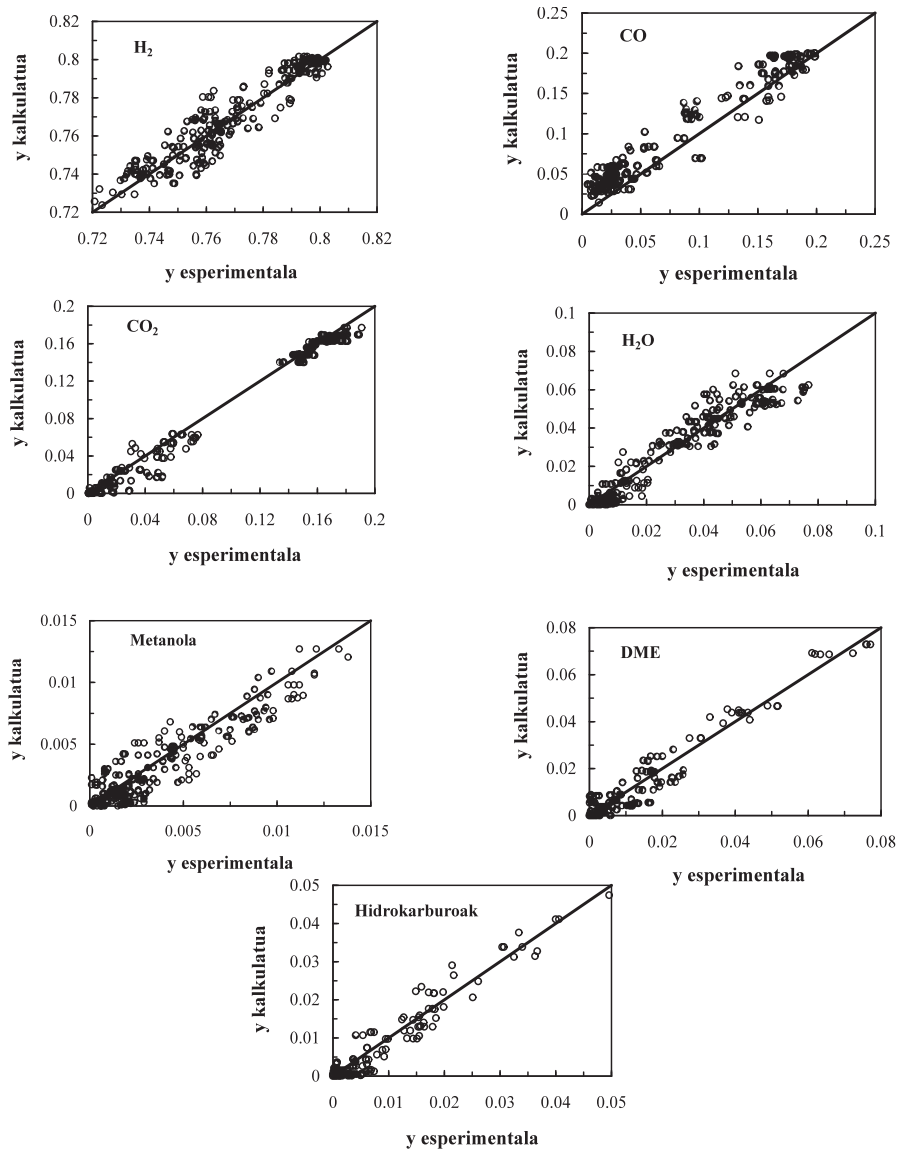 H2
y kalkulatua
0.82
0.8
0.78
0.76
0.74
0.72
0.72 0.74 0.76 0.78 0.8 0.82
y esperimentala
CO
y kalkulatua
0.25
0.2
0.15
0.1
0.05
0
0 0.05 0.1 0.15 0.2 0.25
y esperimentala
CO2
y kalkulatua
0.2
0.16
0.12
0.08
0.04
0
0 0.04 0.08 0.12 0.16 0.2
y esperimentala
H2O
y kalkulatua
0.1
0.08
0.06
0.04
0.02
0
0 0.02 0.04 0.06 0.08 0.1
y esperimentala
Metanola
y kalkulatua
0.015
0.01
0.005
0
0 0.005 0.01 0.015
y esperimentala
DME
y kalkulatua
0.08
0.06
0.04
0.02
0
0 0.02 0.04 0.06 0.08
y esperimentala
Hidrokarburoak
y kalkulatua
0.05
0.04
0.03
0.02
0.01
0
0 0.01 0.02 0.03 0.04 0.05
y esperimentala